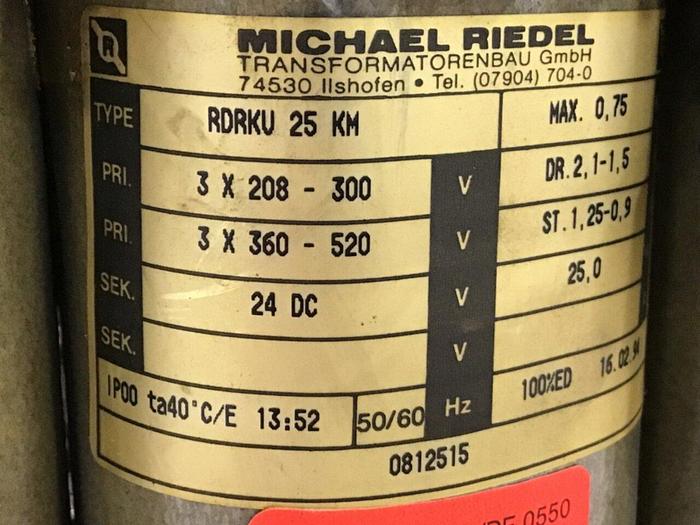 R
MICHAEL RIEDEL
TRANSFORMATORENBAU GmbH
74530 Ilshofen • Tel. (07904) 704-0
TYPE RDRKV 25 KM MAX. 0,75
PRI. 3 X 208 - 300 V DR. 2,1-1,5
PRI. 3 X 360 - 520 V ST. 1,25-0,9
SEK. 24 DC V 25,0
SEK. V
IP00 ta40°C/E 13:52 50/60 Hz 100%ED 16.02.94
0812515
0550